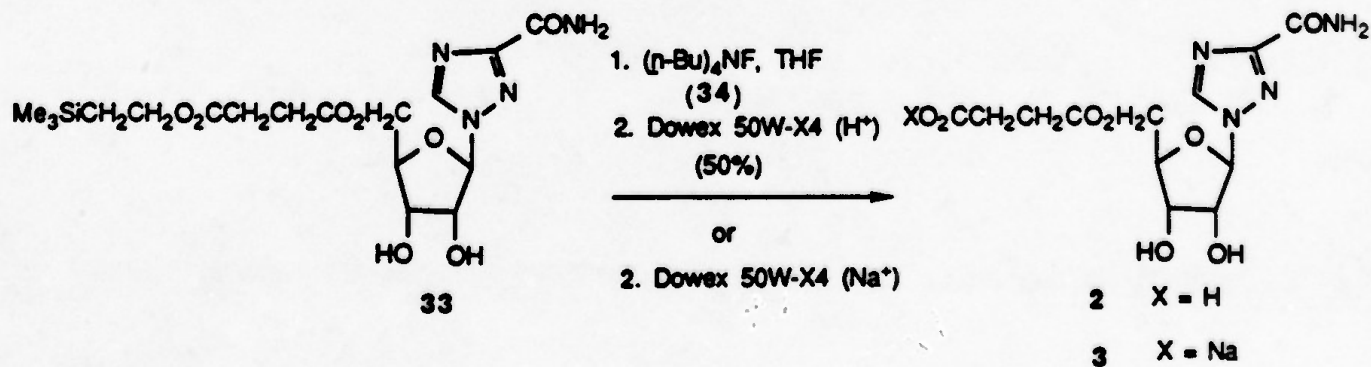 CONH2
N
N
N
O
Me3SiCH2CH2O2CCH2CH2CO2H2C
HO OH
33
1. (n-Bu)4NF, THF
(34)
2. Dowex 50W-X4 (H+)
(50%)
or
2. Dowex 50W-X4 (Na+)
CONH2
N
N
N
O
XO2CCH2CH2CO2H2C
HO OH
2 X = H
3 X = Na